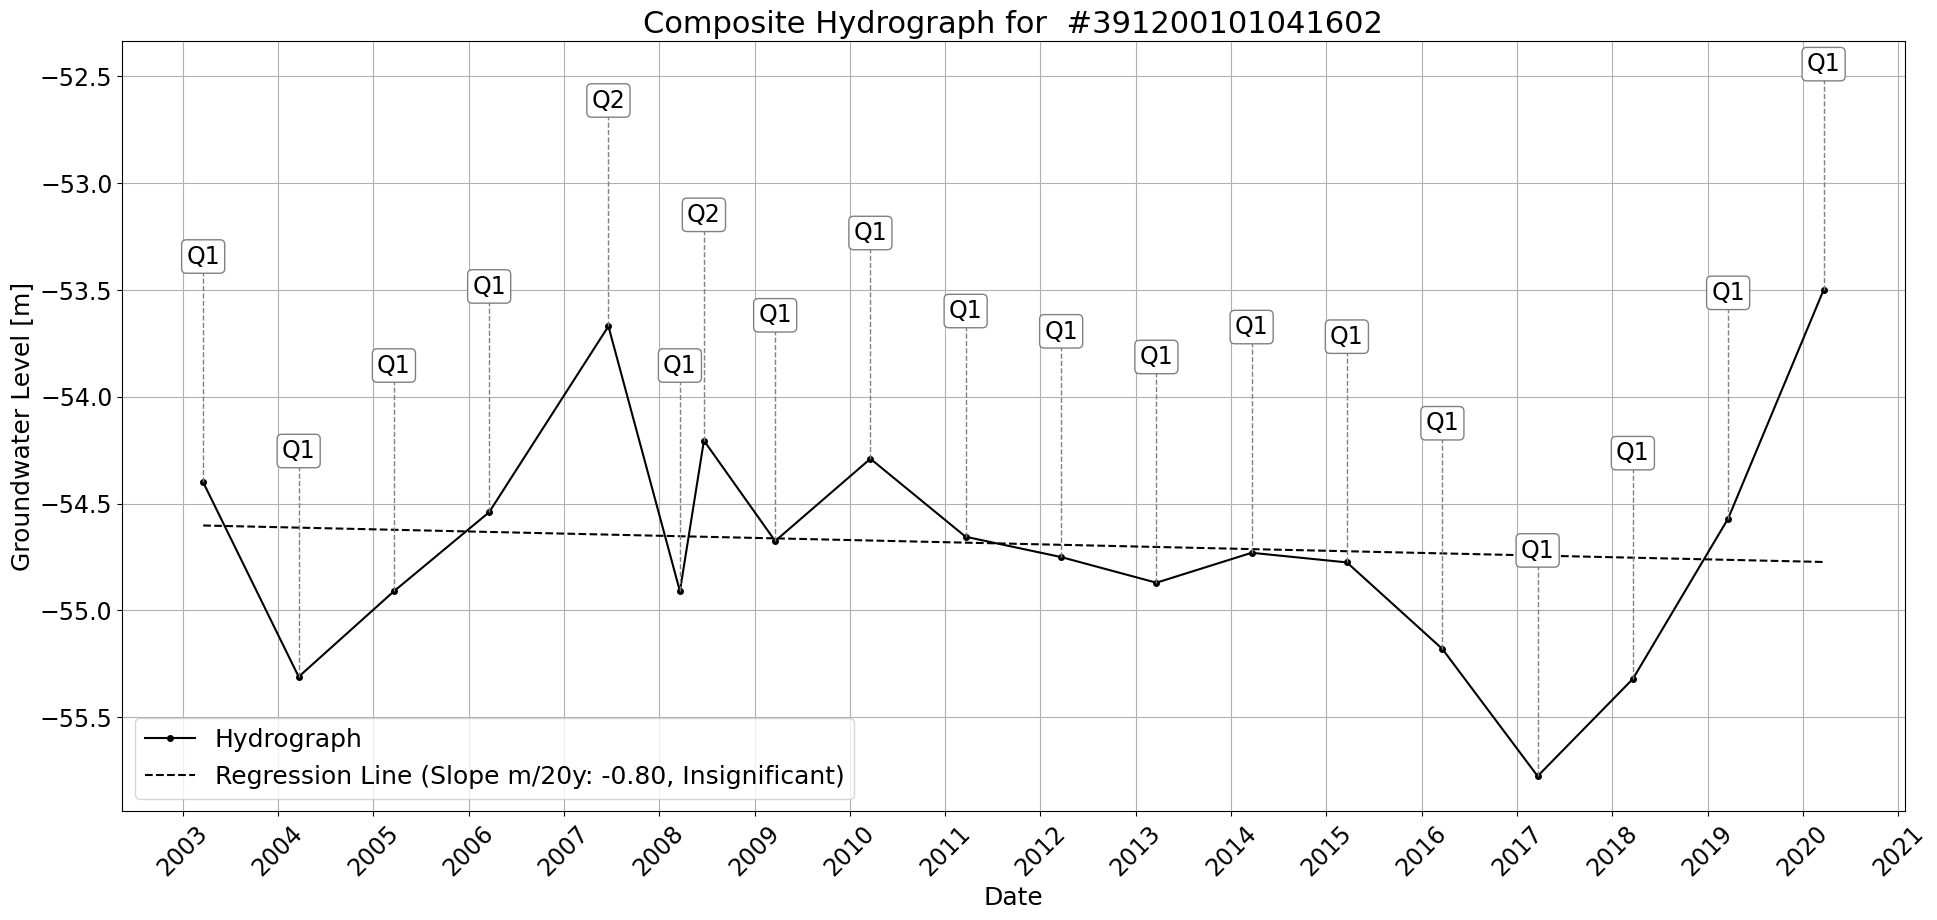 Composite Hydrograph for  #391200101041602
Groundwater Level [m]
−52.5
−53.0
−53.5
−54.0
−54.5
−55.0
−55.5
Q1
Q1
Q1
Q1
Q2
Q1
Q2
Q1
Q1
Q1
Q1
Q1
Q1
Q1
Q1
Q1
Q1
Q1
Q1
Hydrograph
Regression Line (Slope m/20y: -0.80, Insignificant)
2003
2004
2005
2006
2007
2008
2009
2010
2011
2012
2013
2014
2015
2016
2017
2018
2019
2020
2021
Date